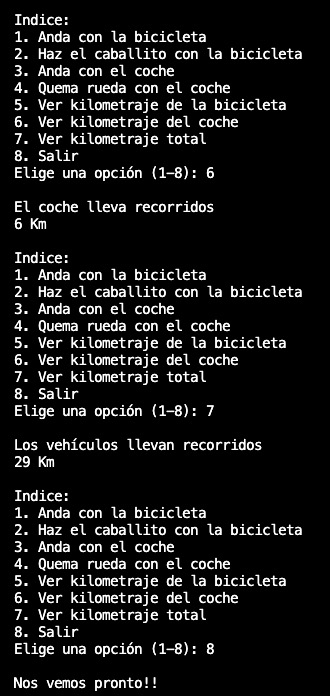 Indice:
1. Anda con la bicicleta
2. Haz el caballito con la bicicleta
3. Anda con el coche
4. Quema rueda con el coche
5. Ver kilometraje de la bicicleta
6. Ver kilometraje del coche
7. Ver kilometraje total
8. Salir
Elige una opción (1-8): 6
El coche lleva recorridos
6 Km
Indice:
1. Anda con la bicicleta
2. Haz el caballito con la bicicleta
3. Anda con el coche
4. Quema rueda con el coche
5. Ver kilometraje de la bicicleta
6. Ver kilometraje del coche
7. Ver kilometraje total
8. Salir
Elige una opción (1-8): 7
Los vehículos llevan recorridos
29 Km
Indice:
1. Anda con la bicicleta
2. Haz el caballito con la bicicleta
3. Anda con el coche
4. Quema rueda con el coche
5. Ver kilometraje de la bicicleta
6. Ver kilometraje del coche
7. Ver kilometraje total
8. Salir
Elige una opción (1-8): 8
Nos vemos pronto!!